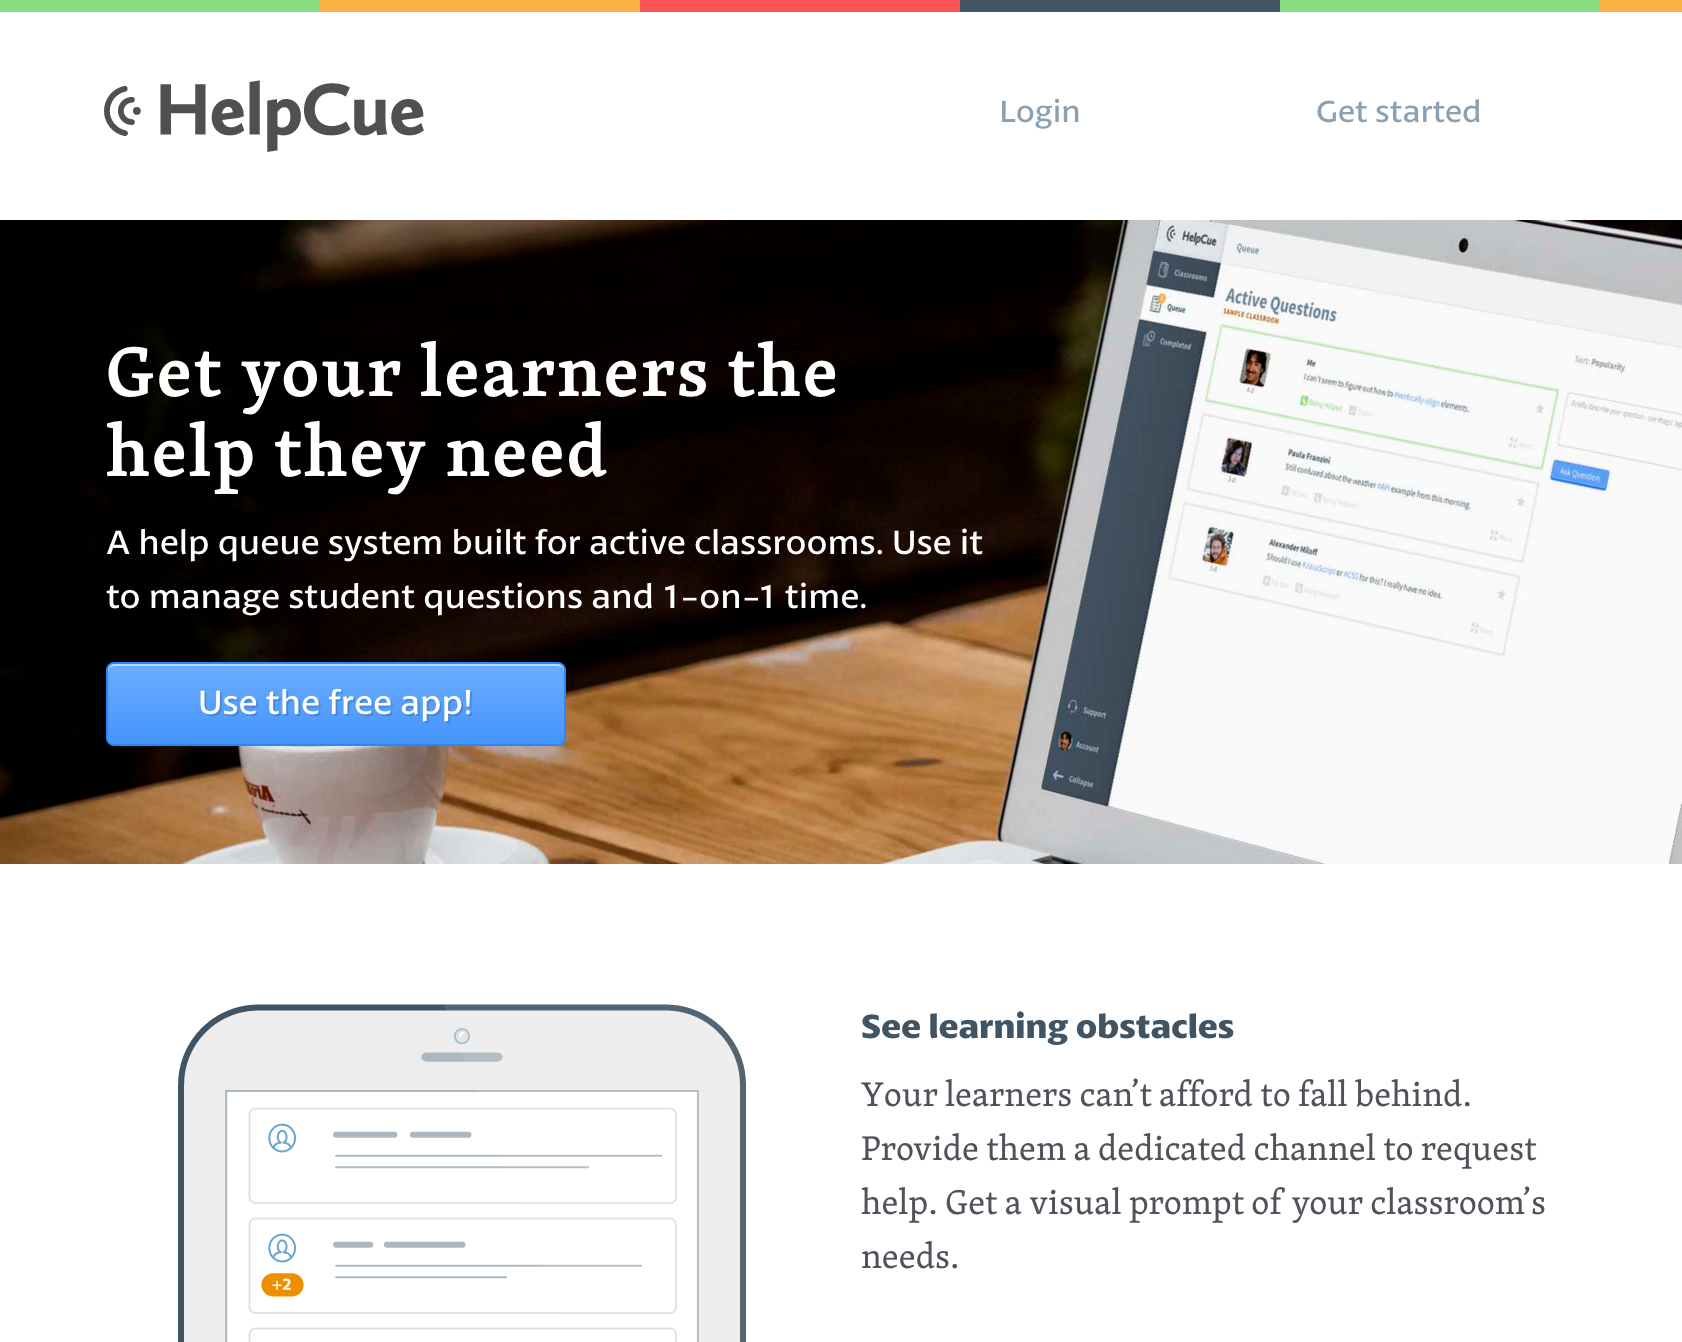 HelpCue
Login
Get started
Get your learners the
help they need
A help queue system built for active classrooms. Use it
to manage student questions and 1-on-1 time.
Use the free app!
HelpCue
Queue
Classrooms
Queue
Completed
Active Questions
SAMPLE CLASSROOM
Sort: Popularity
Me
I can't seem to figure out how to #vertically-align elements.
Being Helped
Ask Question
Paula Franzini
Still confused about the weather #API example from this morning.
Alexander Miloff
Should I use #JavaScript or #CSS for this? I really have no idea.
Support
Account
Collapse
See learning obstacles
Your learners can’t afford to fall behind.
Provide them a dedicated channel to request
help. Get a visual prompt of your classroom’s
needs.
+2